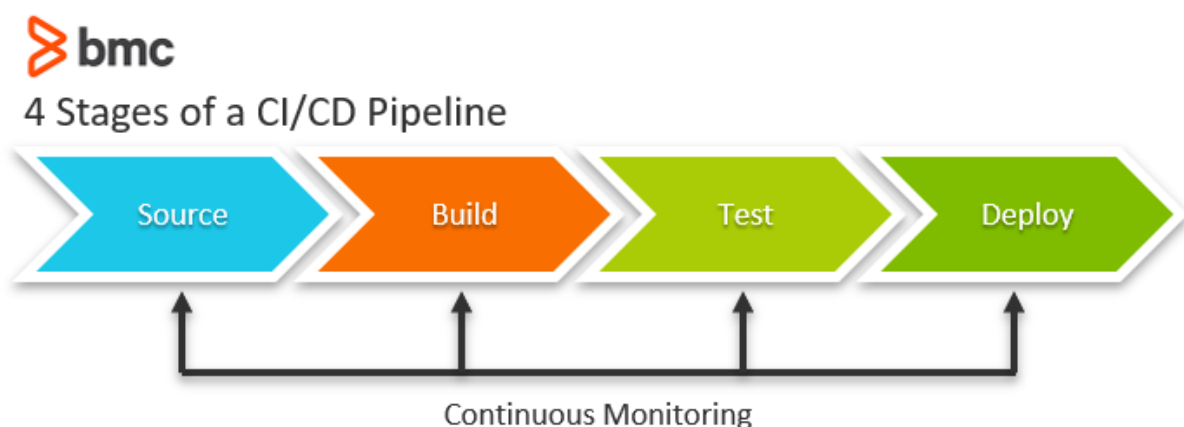 bmc
4 Stages of a CI/CD Pipeline
Source
Build
Test
Deploy
Continuous Monitoring